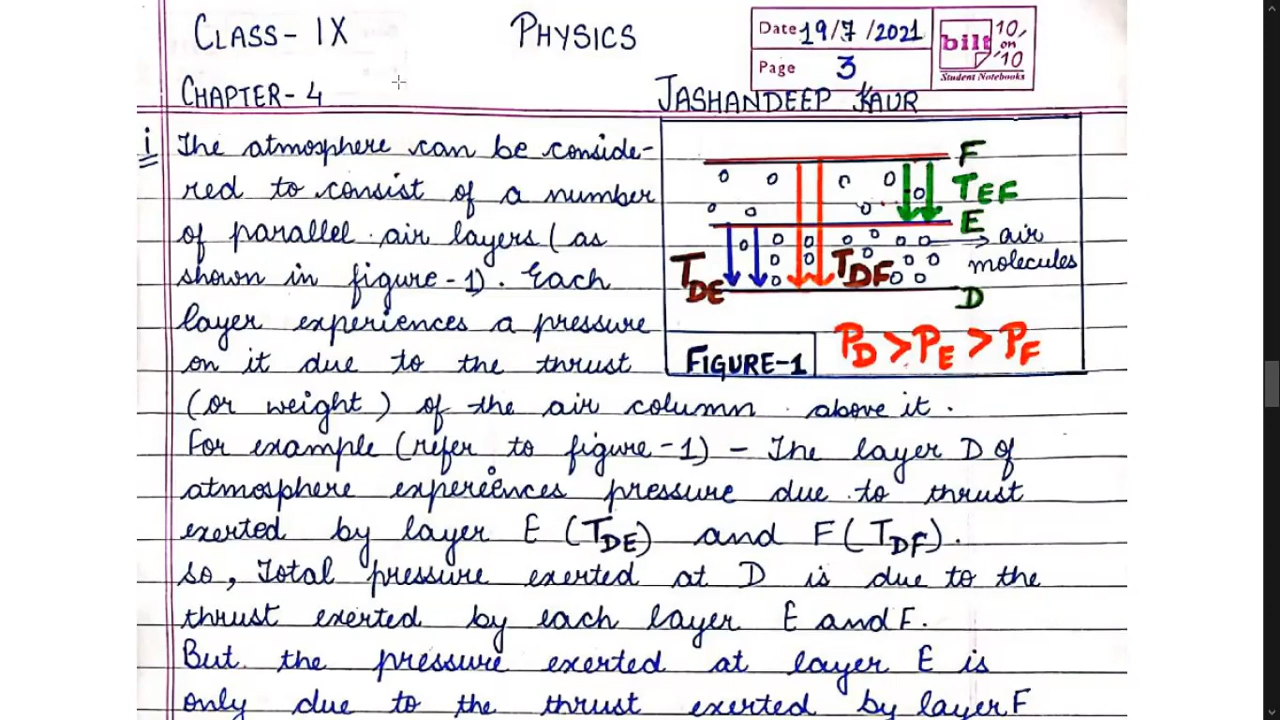 CLASS- IX PHYSICS
Date 19/7/2021
bilt 10 on 10
Student Notebooks
Page 3
CHAPTER- 4 JASHANDEEP KAUR
i The atmosphere can be conside-
red to consist of a number
of parallel air layers (as
shown in figure-1). Each
layer experiences a pressure
on it due to the thrust
F
TEF
E
air
molecules
TDE
TDF
D
FIGURE-1
PD > PE > PF
(or weight) of the air column above it.
For example (refer to figure-1) - The layer D of
atmosphere experiences pressure due to thrust
exerted by layer E (TDE) and F(TDF).
so, Total pressure exerted at D is due to the
thrust exerted by each layer E and F.
But the pressure exerted at layer E is
only due to the thrust exerted by layer F